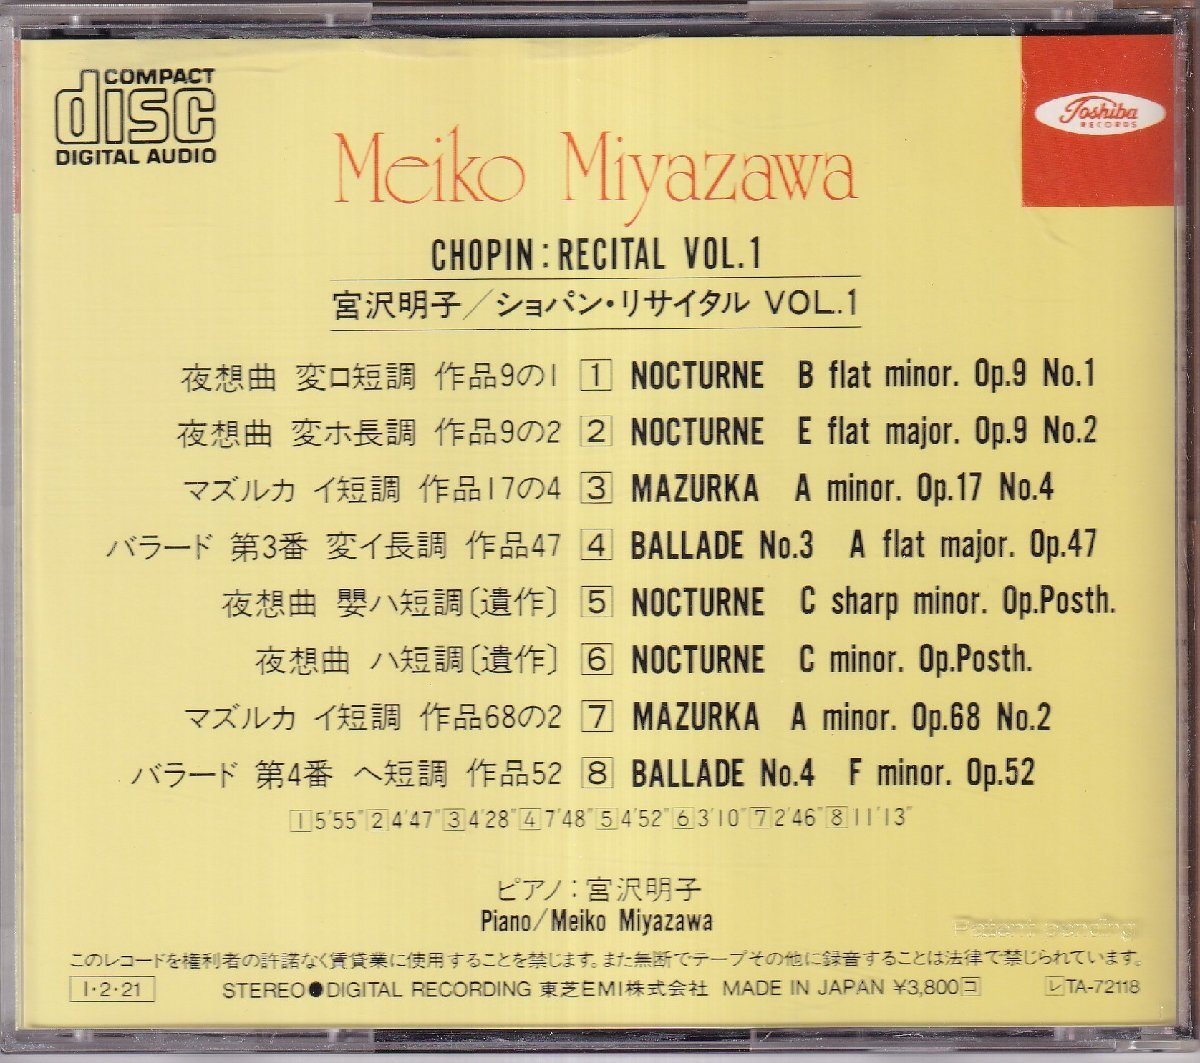 COMPACT
disc
DIGITAL AUDIO
Toshiba
RECORDS
Meiko Miyazawa
CHOPIN : RECITAL VOL.1
宮沢明子/ショパン・リサイタル VOL.1
夜想曲 変ロ短調 作品9の1 1 NOCTURNE B flat minor. Op.9 No.1
夜想曲 変ホ長調 作品9の2 2 NOCTURNE E flat major. Op.9 No.2
マズルカ イ短調 作品17の4 3 MAZURKA A minor. Op.17 No.4
バラード 第3番 変イ長調 作品47 4 BALLADE No.3 A flat major. Op.47
夜想曲 嬰ハ短調〔遺作〕 5 NOCTURNE C sharp minor. Op.Posth.
夜想曲 ハ短調〔遺作〕 6 NOCTURNE C minor. Op.Posth.
マズルカ イ短調 作品68の2 7 MAZURKA A minor. Op.68 No.2
バラード 第4番 ヘ短調 作品52 8 BALLADE No.4 F minor. Op.52
1 5'55" 2 4'47" 3 4'28" 4 7'48" 5 4'52" 6 3'10" 7 2'46" 8 11'13"
ピアノ:宮沢明子
Piano/Meiko Miyazawa
Patent pending
このレコードを権利者の許諾なく賃貸業に使用することを禁じます。また無断でテープその他に録音することは法律で禁じられています。
I・2・21 STEREO●DIGITAL RECORDING 東芝EMI株式会社 MADE IN JAPAN ¥3,800 コ レ TA-72118